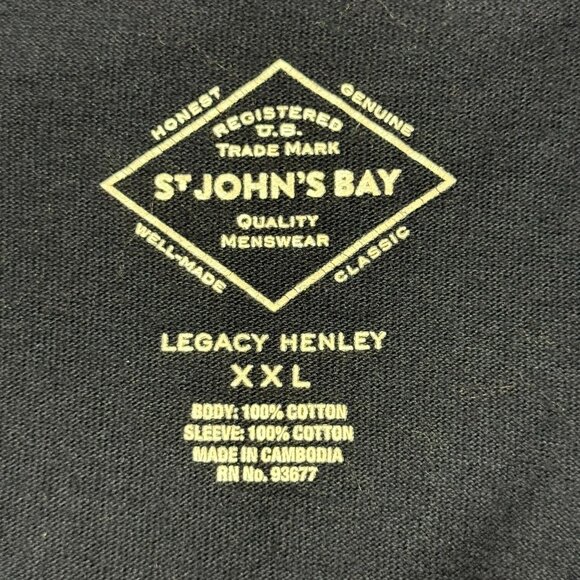 HONEST
GENUINE
REGISTERED
U.S.
TRADE MARK
ST JOHN'S BAY
QUALITY
MENSWEAR
WELL-MADE
CLASSIC
LEGACY HENLEY
XXL
BODY: 100% COTTON
SLEEVE: 100% COTTON
MADE IN CAMBODIA
RN No. 93677